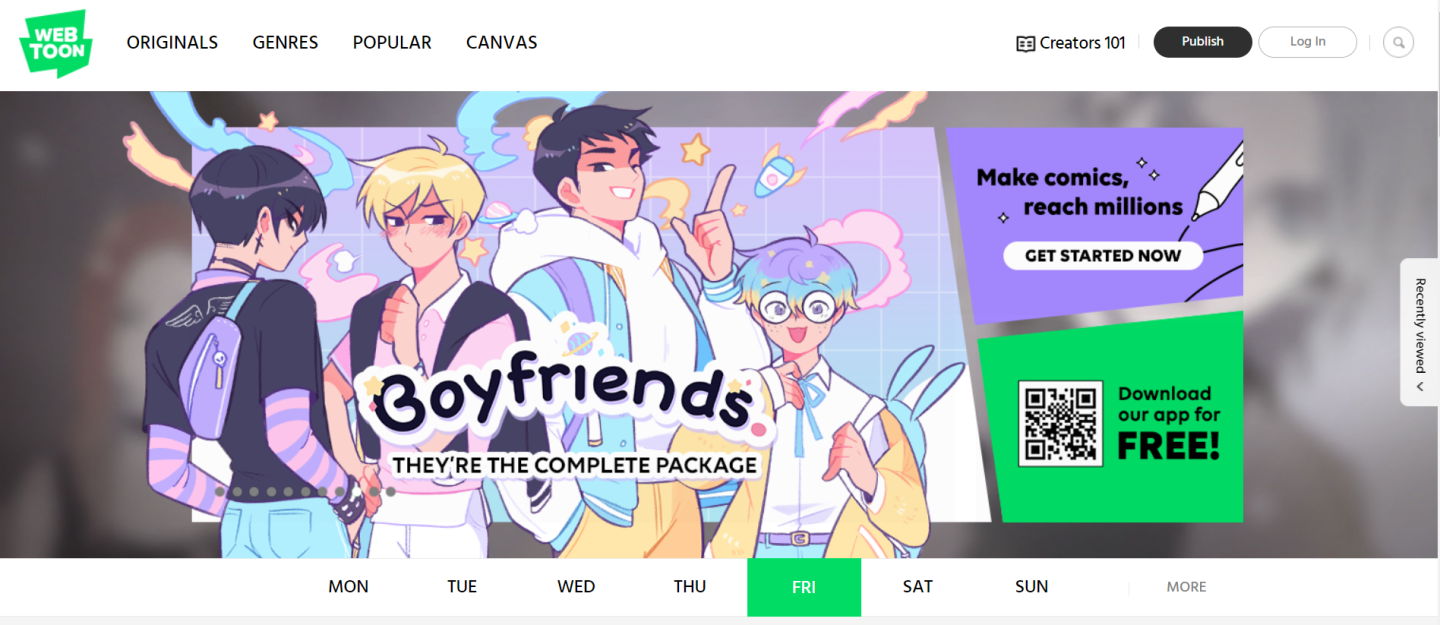 WEB
TOON
ORIGINALS
GENRES
POPULAR
CANVAS
Creators 101
Publish
Log In
Make comics,
reach millions
GET STARTED NOW
Recently viewed
Boyfriends.
THEY'RE THE COMPLETE PACKAGE
Download
our app for
FREE!
MON
TUE
WED
THU
FRI
SAT
SUN
MORE